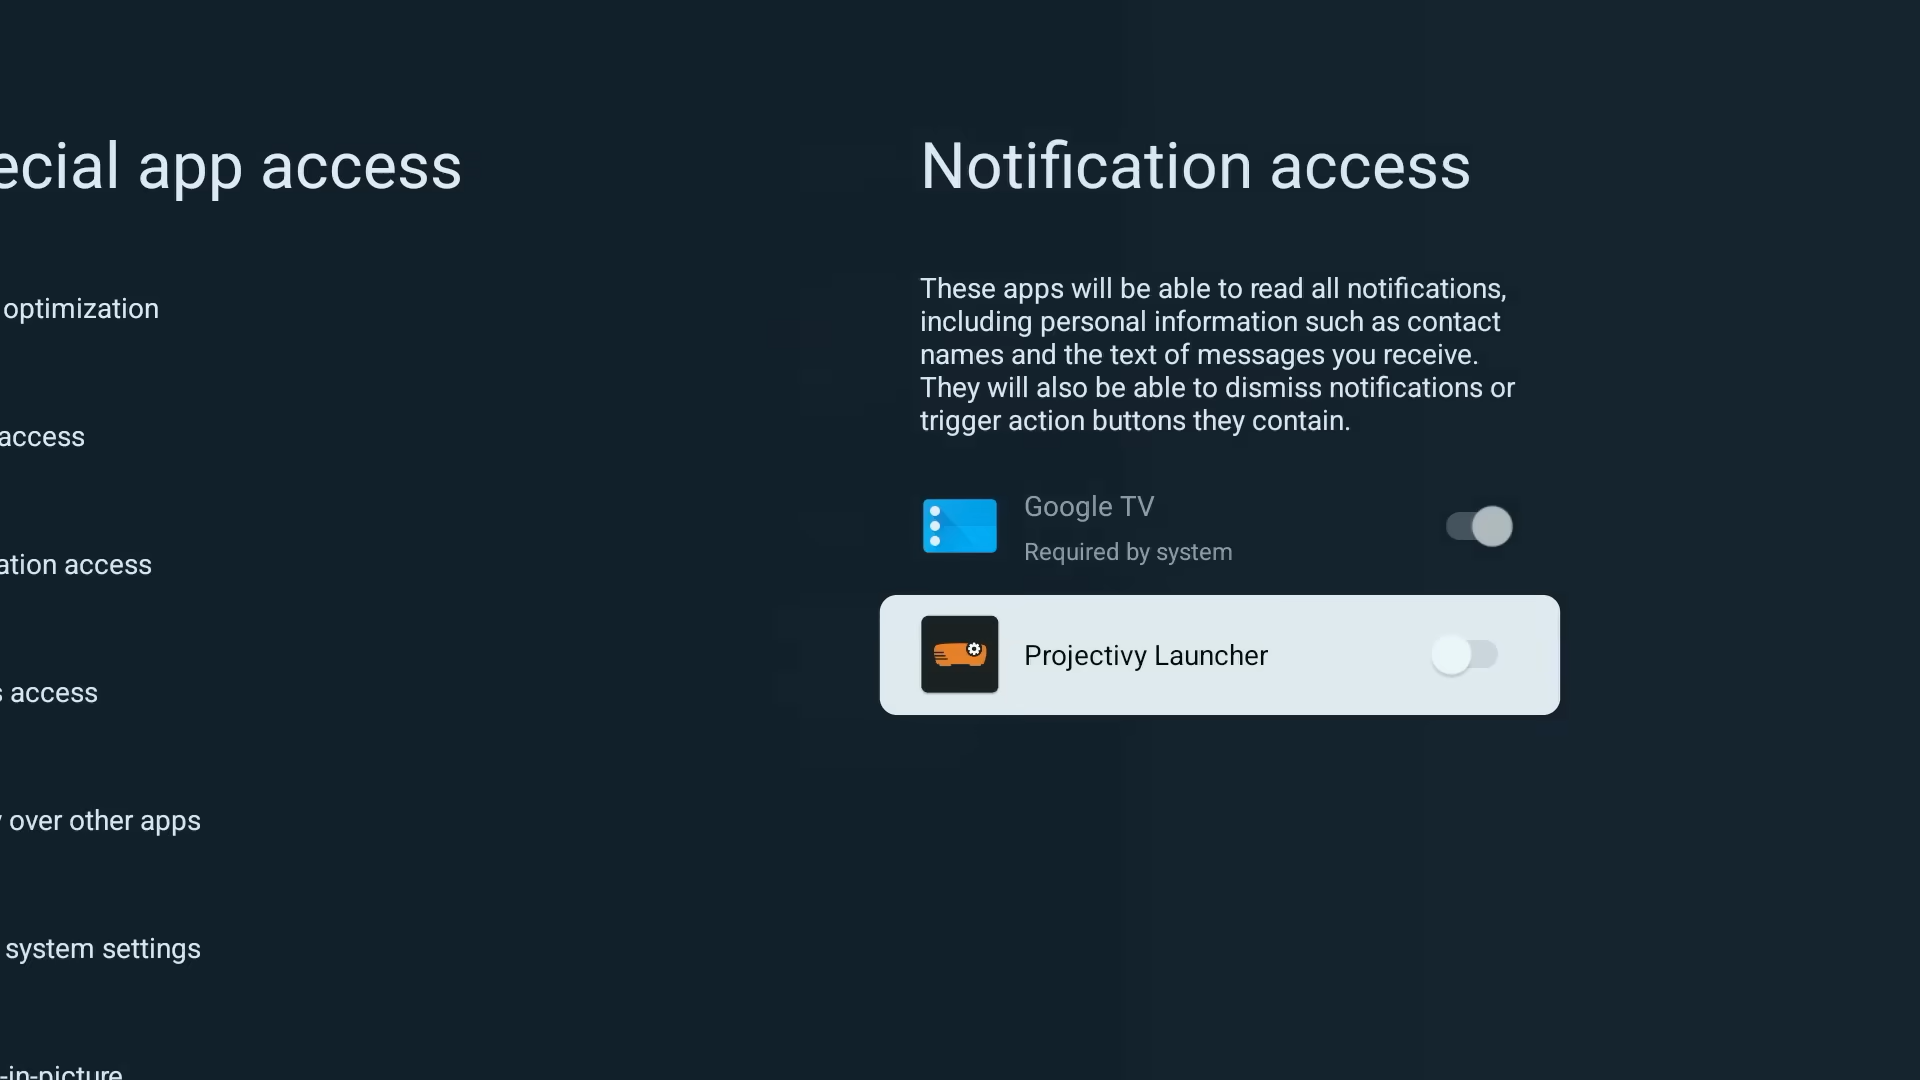 ecial app access
optimization
access
ation access
s access
y over other apps
system settings
-in-picture
Notification access
These apps will be able to read all notifications,
including personal information such as contact
names and the text of messages you receive.
They will also be able to dismiss notifications or
trigger action buttons they contain.
Google TV
Required by system
Projectivy Launcher